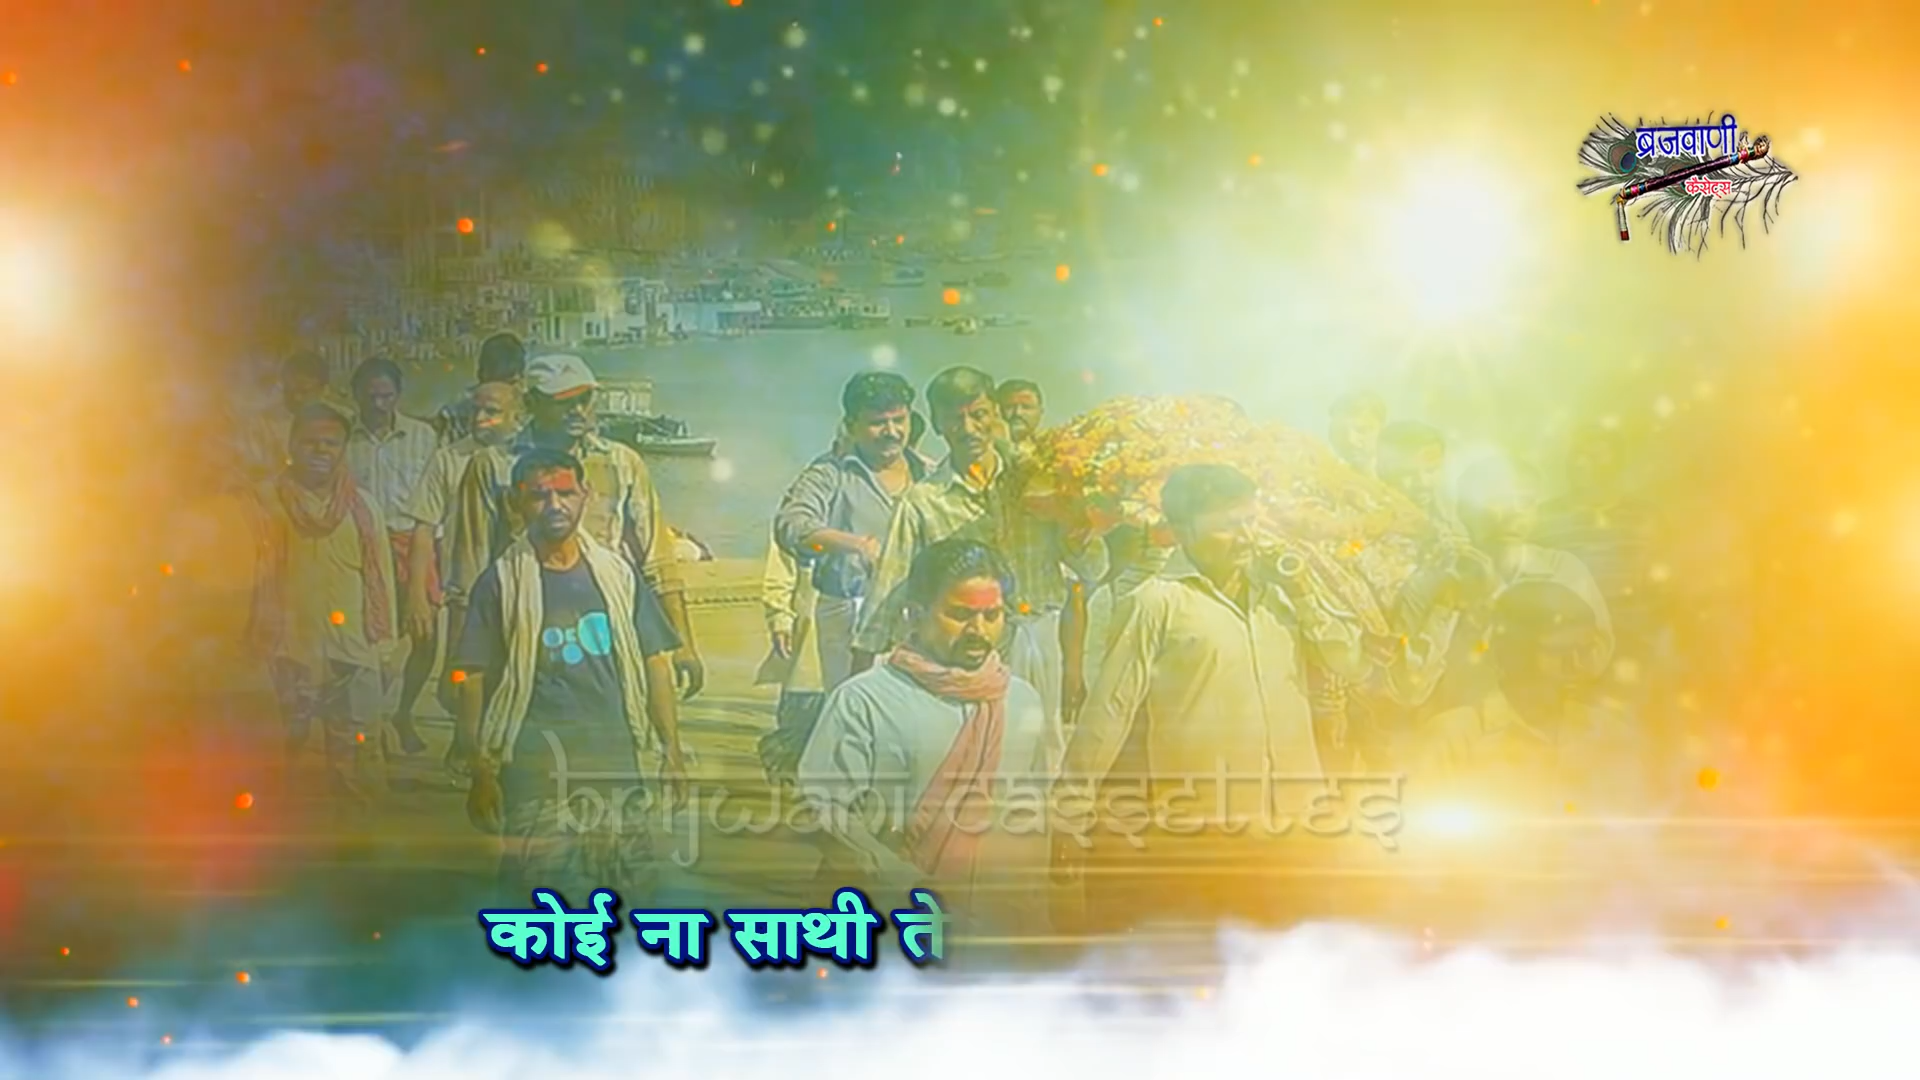 ब्रजवाणी
कैसेट्स
Brijwani Cassettes
कोई ना साथी ते